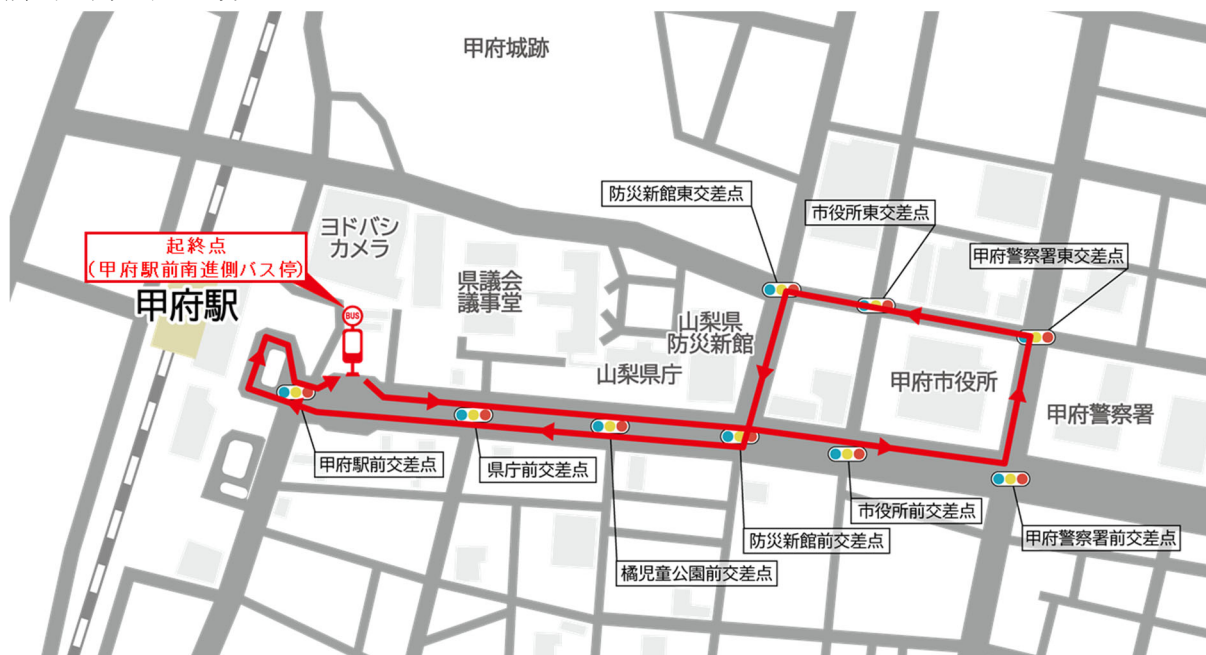 甲府城跡
防災新館東交差点
市役所東交差点
甲府警察署東交差点
ヨドバシ
カメラ
起終点
(甲府駅前南進側バス停)
甲府駅
BUS
県議会
議事堂
山梨県
防災新館
山梨県庁
甲府市役所
甲府警察署
甲府駅前交差点
県庁前交差点
市役所前交差点
防災新館前交差点
甲府警察署前交差点
橘児童公園前交差点